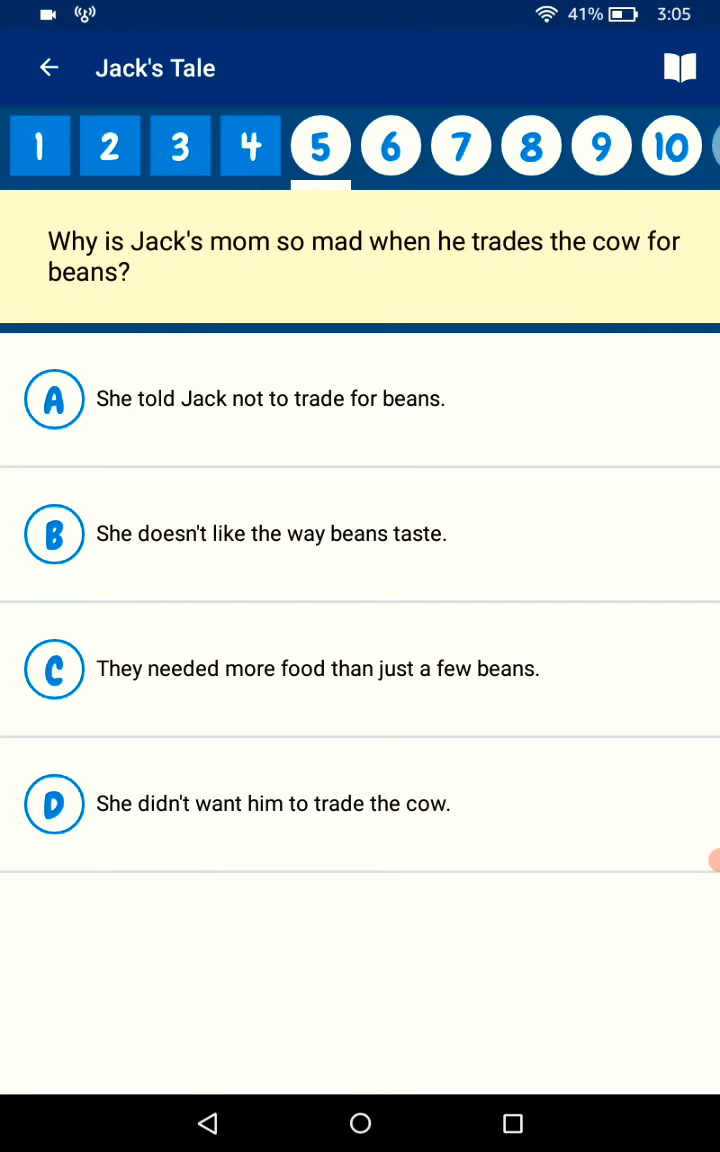 41% 3:05
Jack's Tale
1 2 3 4 5 6 7 8 9 10
Why is Jack's mom so mad when he trades the cow for
beans?
A She told Jack not to trade for beans.
B She doesn't like the way beans taste.
C They needed more food than just a few beans.
D She didn't want him to trade the cow.